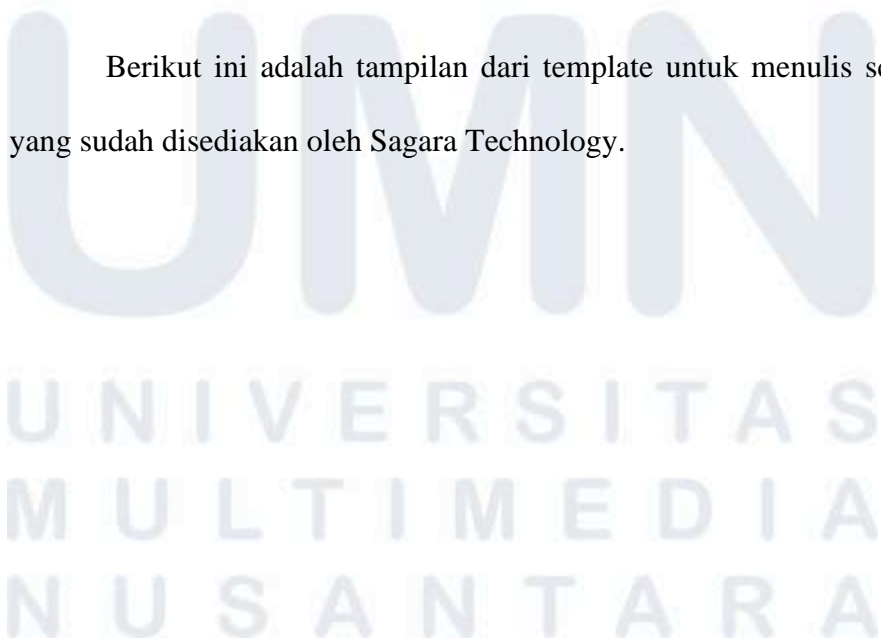 Berikut ini adalah tampilan dari template untuk menulis
yang sudah disediakan oleh Sagara Technology.
UMN
UNIVERSITAS
MULTIMEDIA
NUSANTARA